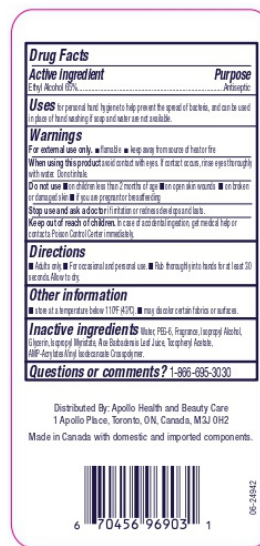 Drug Facts
Active ingredient Purpose
Ethyl Alcohol 65%..........Antiseptic
Uses for personal hand hygiene to help prevent the spread of bacteria, and can be used
in place of hand washing if soap and water are not available.
Warnings
For external use only. ■ flamable ■ keep away from source of heat or fire
When using this product avoid contact with eyes. If contact occurs, rinse eyes thoroughly
with water. Do not inhale.
Do not use ■ on children less than 2 months of age ■ on open skin wounds ■ on broken
or damaged skin ■ if you are pregnant or breastfeeding
Stop use and ask a doctor if irritation or redness develops and lasts.
Keep out of reach of children. In case of accidental ingestion, get medical help or
contact a Poison Control Center immediately.
Directions
■ Adults only. ■ For occasional and personal use. ■ Rub thoroughly into hands for at least 30
seconds. Allow to dry.
Other information
■ store at a temperature below 110ºF (43ºC). ■ may discolor certain fabrics or surfaces.
Inactive ingredients Water, PEG-6, Fragrance, Isopropyl Alcohol,
Glycerin, Isopropyl Myristate, Aloe Barbadensis Leaf Juice, Tocopheryl Acetate,
AMP-Acrylates/Vinyl Isodecanoate Crosspolymer.
Questions or comments? 1-866-695-3030
Distributed By: Apollo Health and Beauty Care
1 Apollo Place, Toronto, ON, Canada, M3J 0H2
Made in Canada with domestic and imported components.
6 70456 96903 1
06-24942